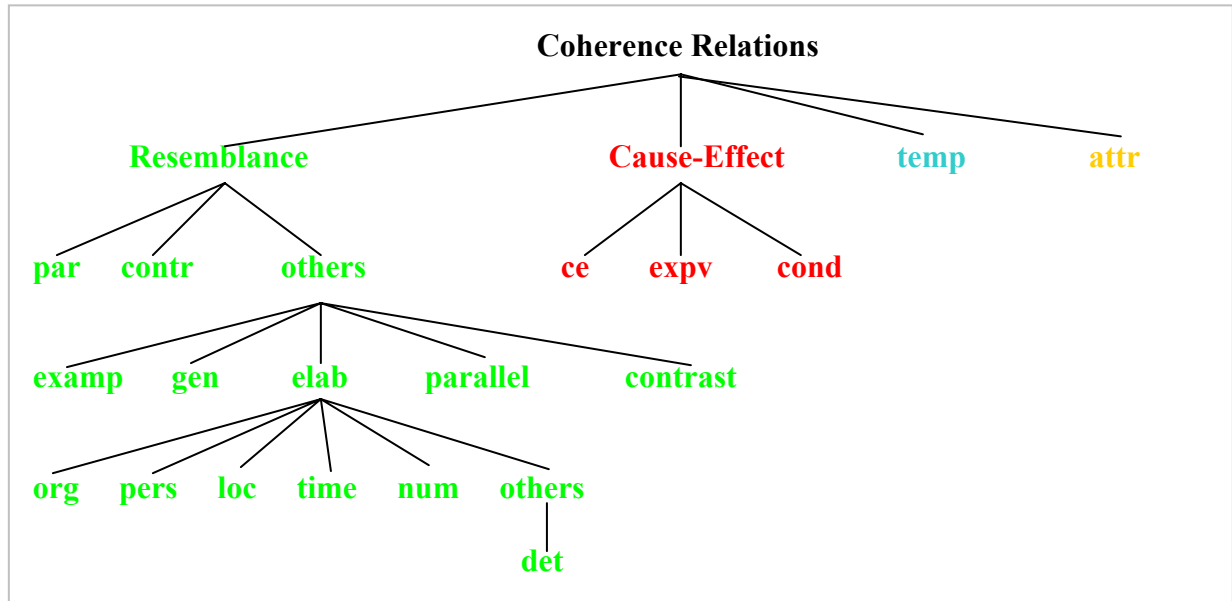 Coherence Relations
Resemblance Cause-Effect temp attr
par contr others ce expv cond
examp gen elab parallel contrast
org pers loc time num others
det